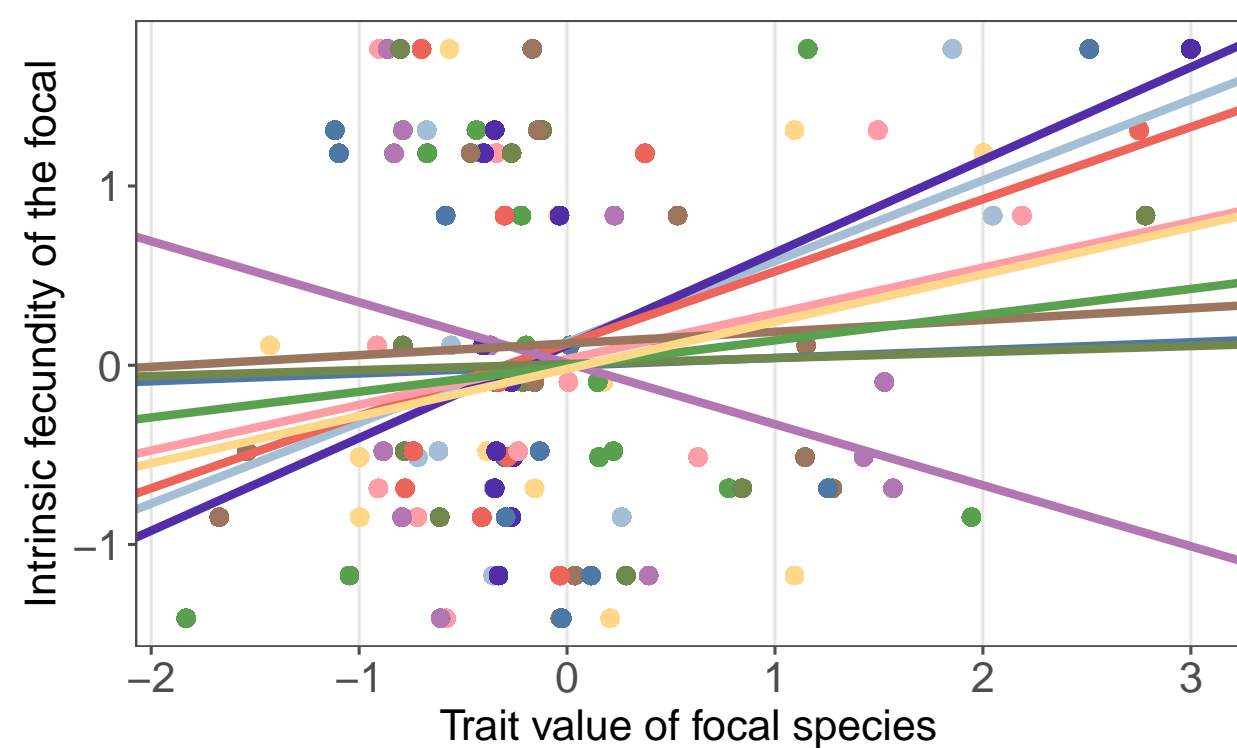 Intrinsic fecundity of the focal
1
0
−1
−2 −1 0 1 2 3
Trait value of focal species